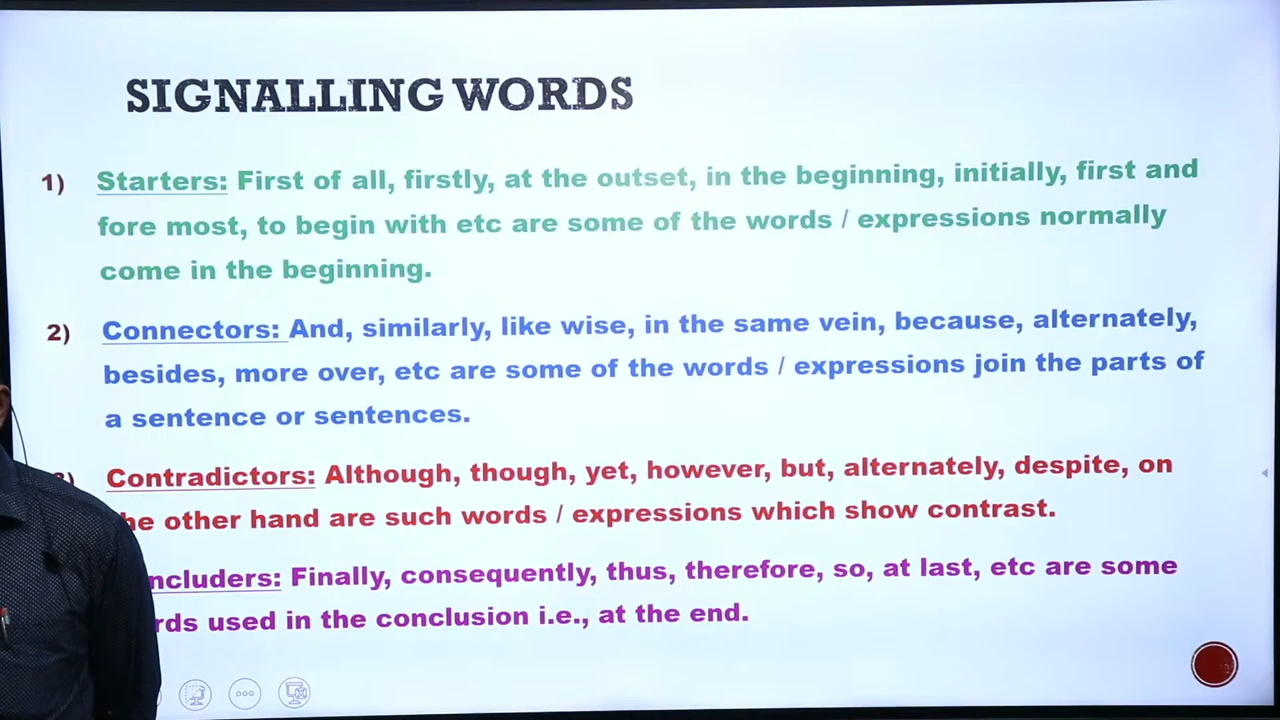 SIGNALLING WORDS
1) Starters: First of all, firstly, at the outset, in the beginning, initially, first and
fore most, to begin with etc are some of the words / expressions normally
come in the beginning.
2) Connectors: And, similarly, like wise, in the same vein, because, alternately,
besides, more over, etc are some of the words / expressions join the parts of
a sentence or sentences.
Contradictors: Although, though, yet, however, but, alternately, despite, on
he other hand are such words / expressions which show contrast.
ncluders: Finally, consequently, thus, therefore, so, at last, etc are some
rds used in the conclusion i.e., at the end.